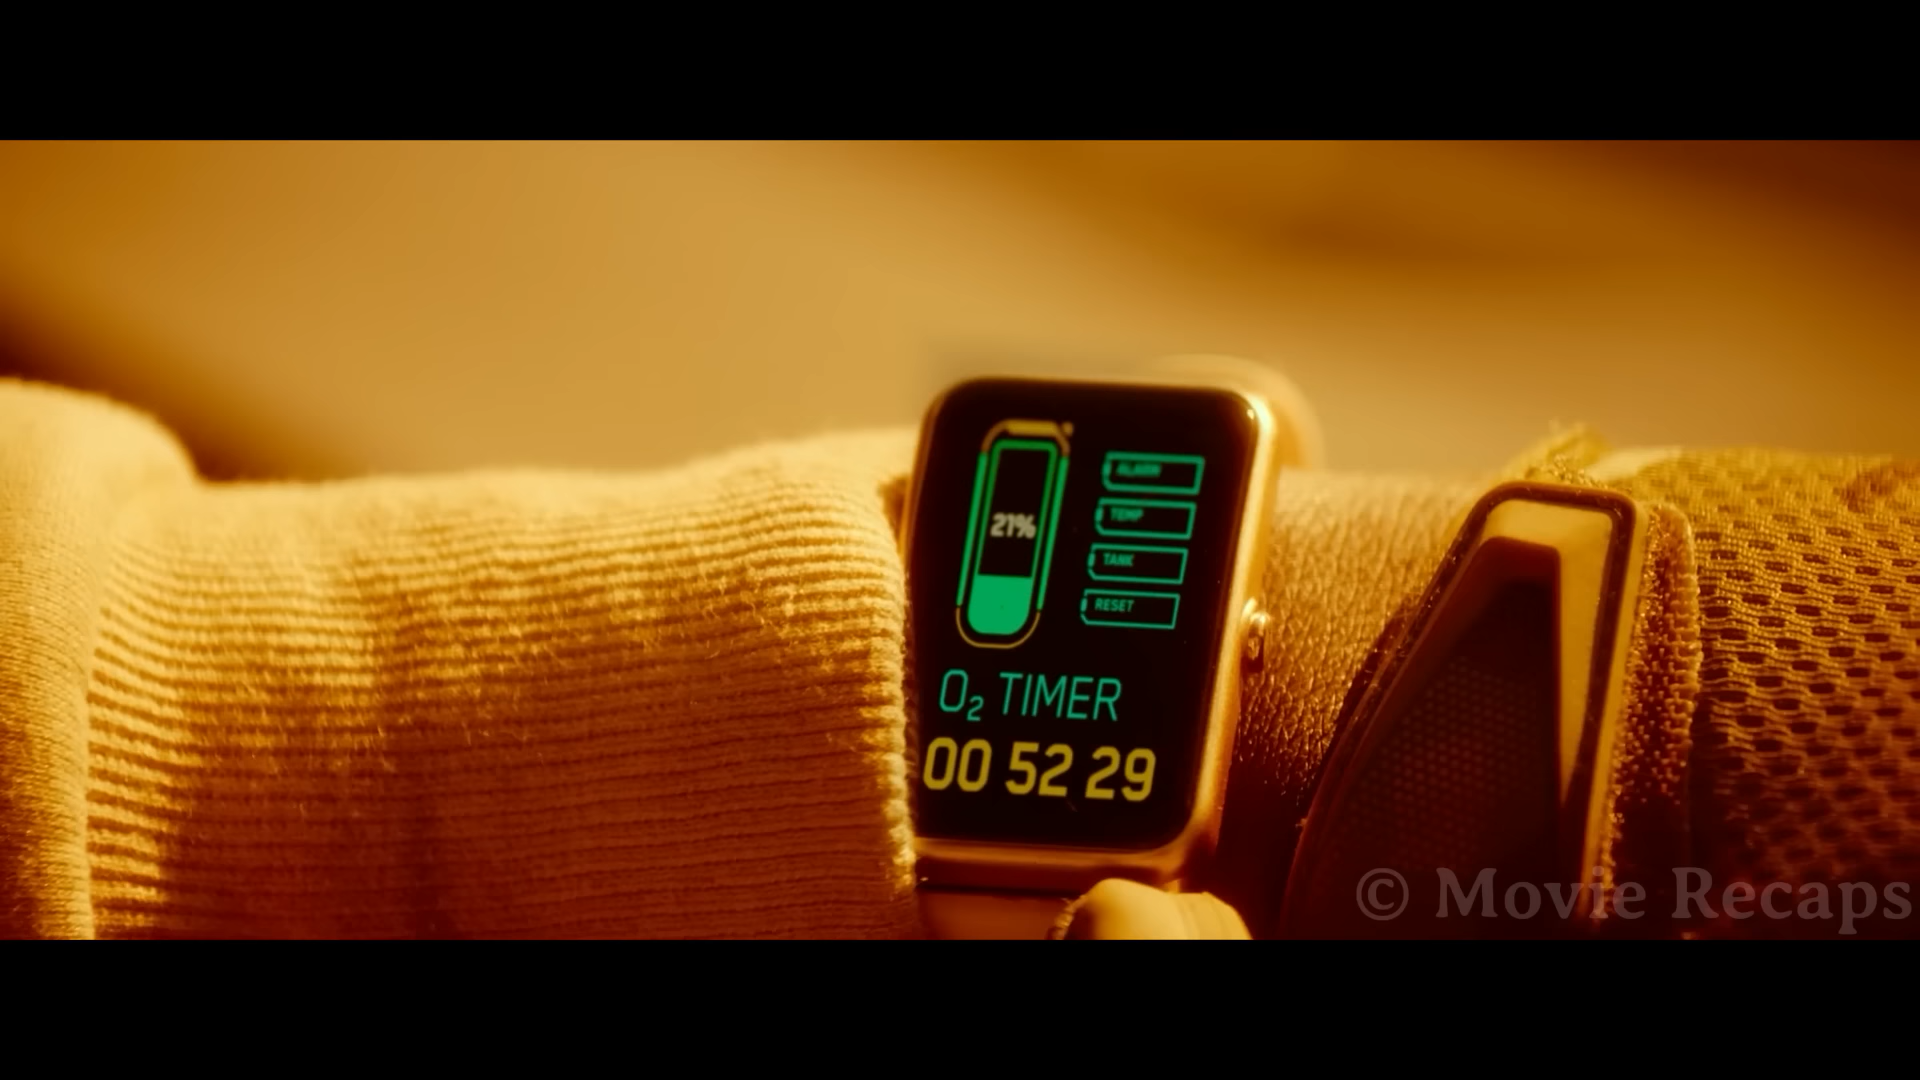 21%
ALARM
TEMP
TANK
RESET
O₂ TIMER
00 52 29
© Movie Recaps